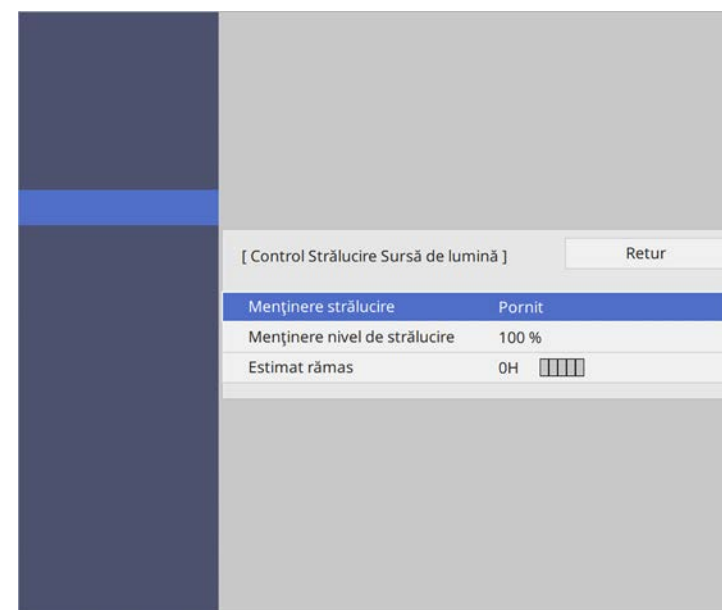 [ Control Strălucire Sursă de lumină ] Retur
Menţinere strălucire Pornit
Menţinere nivel de strălucire 100 %
Estimat rămas 0H